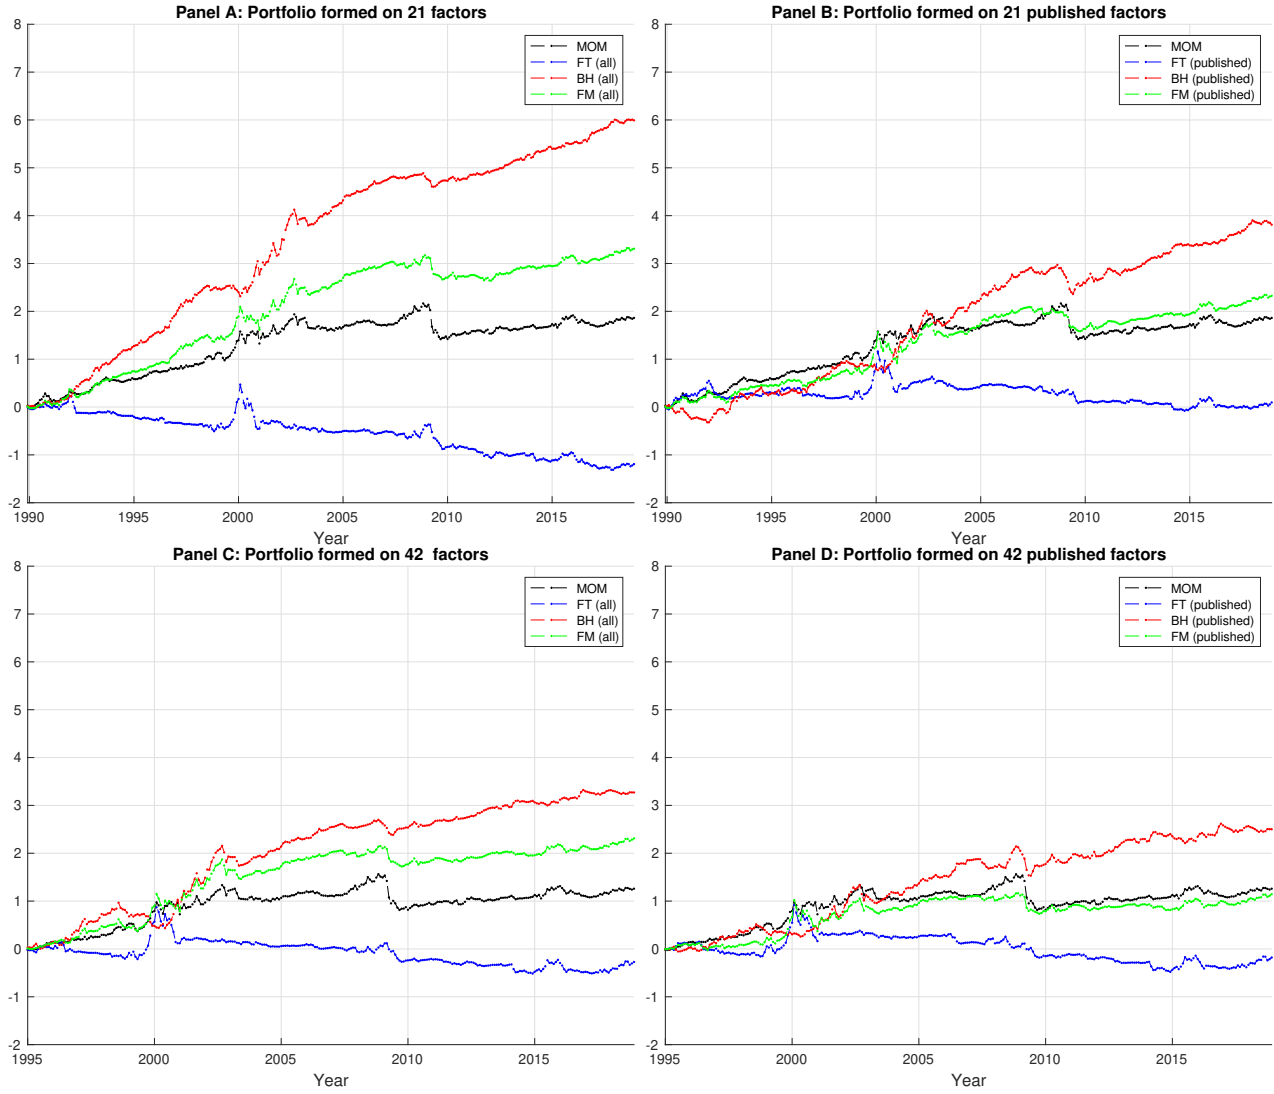 Panel A: Portfolio formed on 21 factors
8
7
6
5
4
3
2
1
0
-1
-2
1990
1995
2000
2005
2010
2015
Year
MOM
FT (all)
BH (all)
FM (all)
Panel B: Portfolio formed on 21 published factors
8
7
6
5
4
3
2
1
0
-1
-2
1990
1995
2000
2005
2010
2015
Year
MOM
FT (published)
BH (published)
FM (published)
Panel C: Portfolio formed on 42 factors
8
7
6
5
4
3
2
1
0
-1
-2
1995
2000
2005
2010
2015
Year
MOM
FT (all)
BH (all)
FM (all)
Panel D: Portfolio formed on 42 published factors
8
7
6
5
4
3
2
1
0
-1
-2
1995
2000
2005
2010
2015
Year
MOM
FT (published)
BH (published)
FM (published)